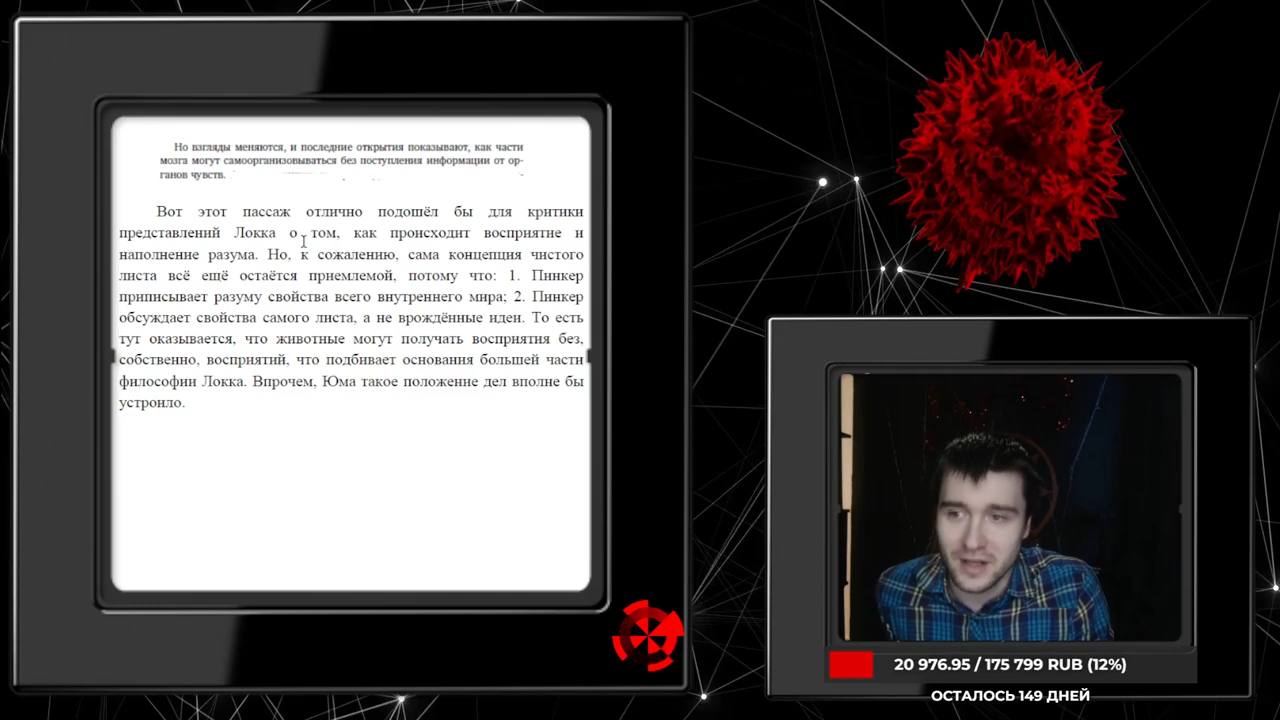 Но взгляды меняются, и последние открытия показывают, как части
мозга могут самоорганизовываться без поступления информации от ор-
ганов чувств.
Вот этот пассаж отлично подошёл бы для критики
представлений Локка о том, как происходит восприятие и
наполнение разума. Но, к сожалению, сама концепция чистого
листа всё ещё остаётся приемлемой, потому что: 1. Пинкер
приписывает разуму свойства всего внутреннего мира; 2. Пинкер
обсуждает свойства самого листа, а не врождённые идеи. То есть
тут оказывается, что животные могут получать восприятия без,
собственно, восприятий, что подбивает основания большей части
философии Локка. Впрочем, Юма такое положение дел вполне бы
устроило.
20 976.95 / 175 799 RUB (12%)
ОСТАЛОСЬ 149 ДНЕЙ